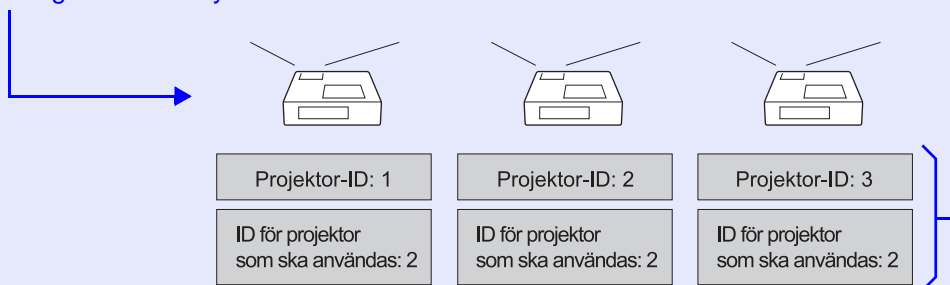 Projektor-ID: 1
Projektor-ID: 2
Projektor-ID: 3
ID för projektor
som ska användas: 2
ID för projektor
som ska användas: 2
ID för projektor
som ska användas: 2